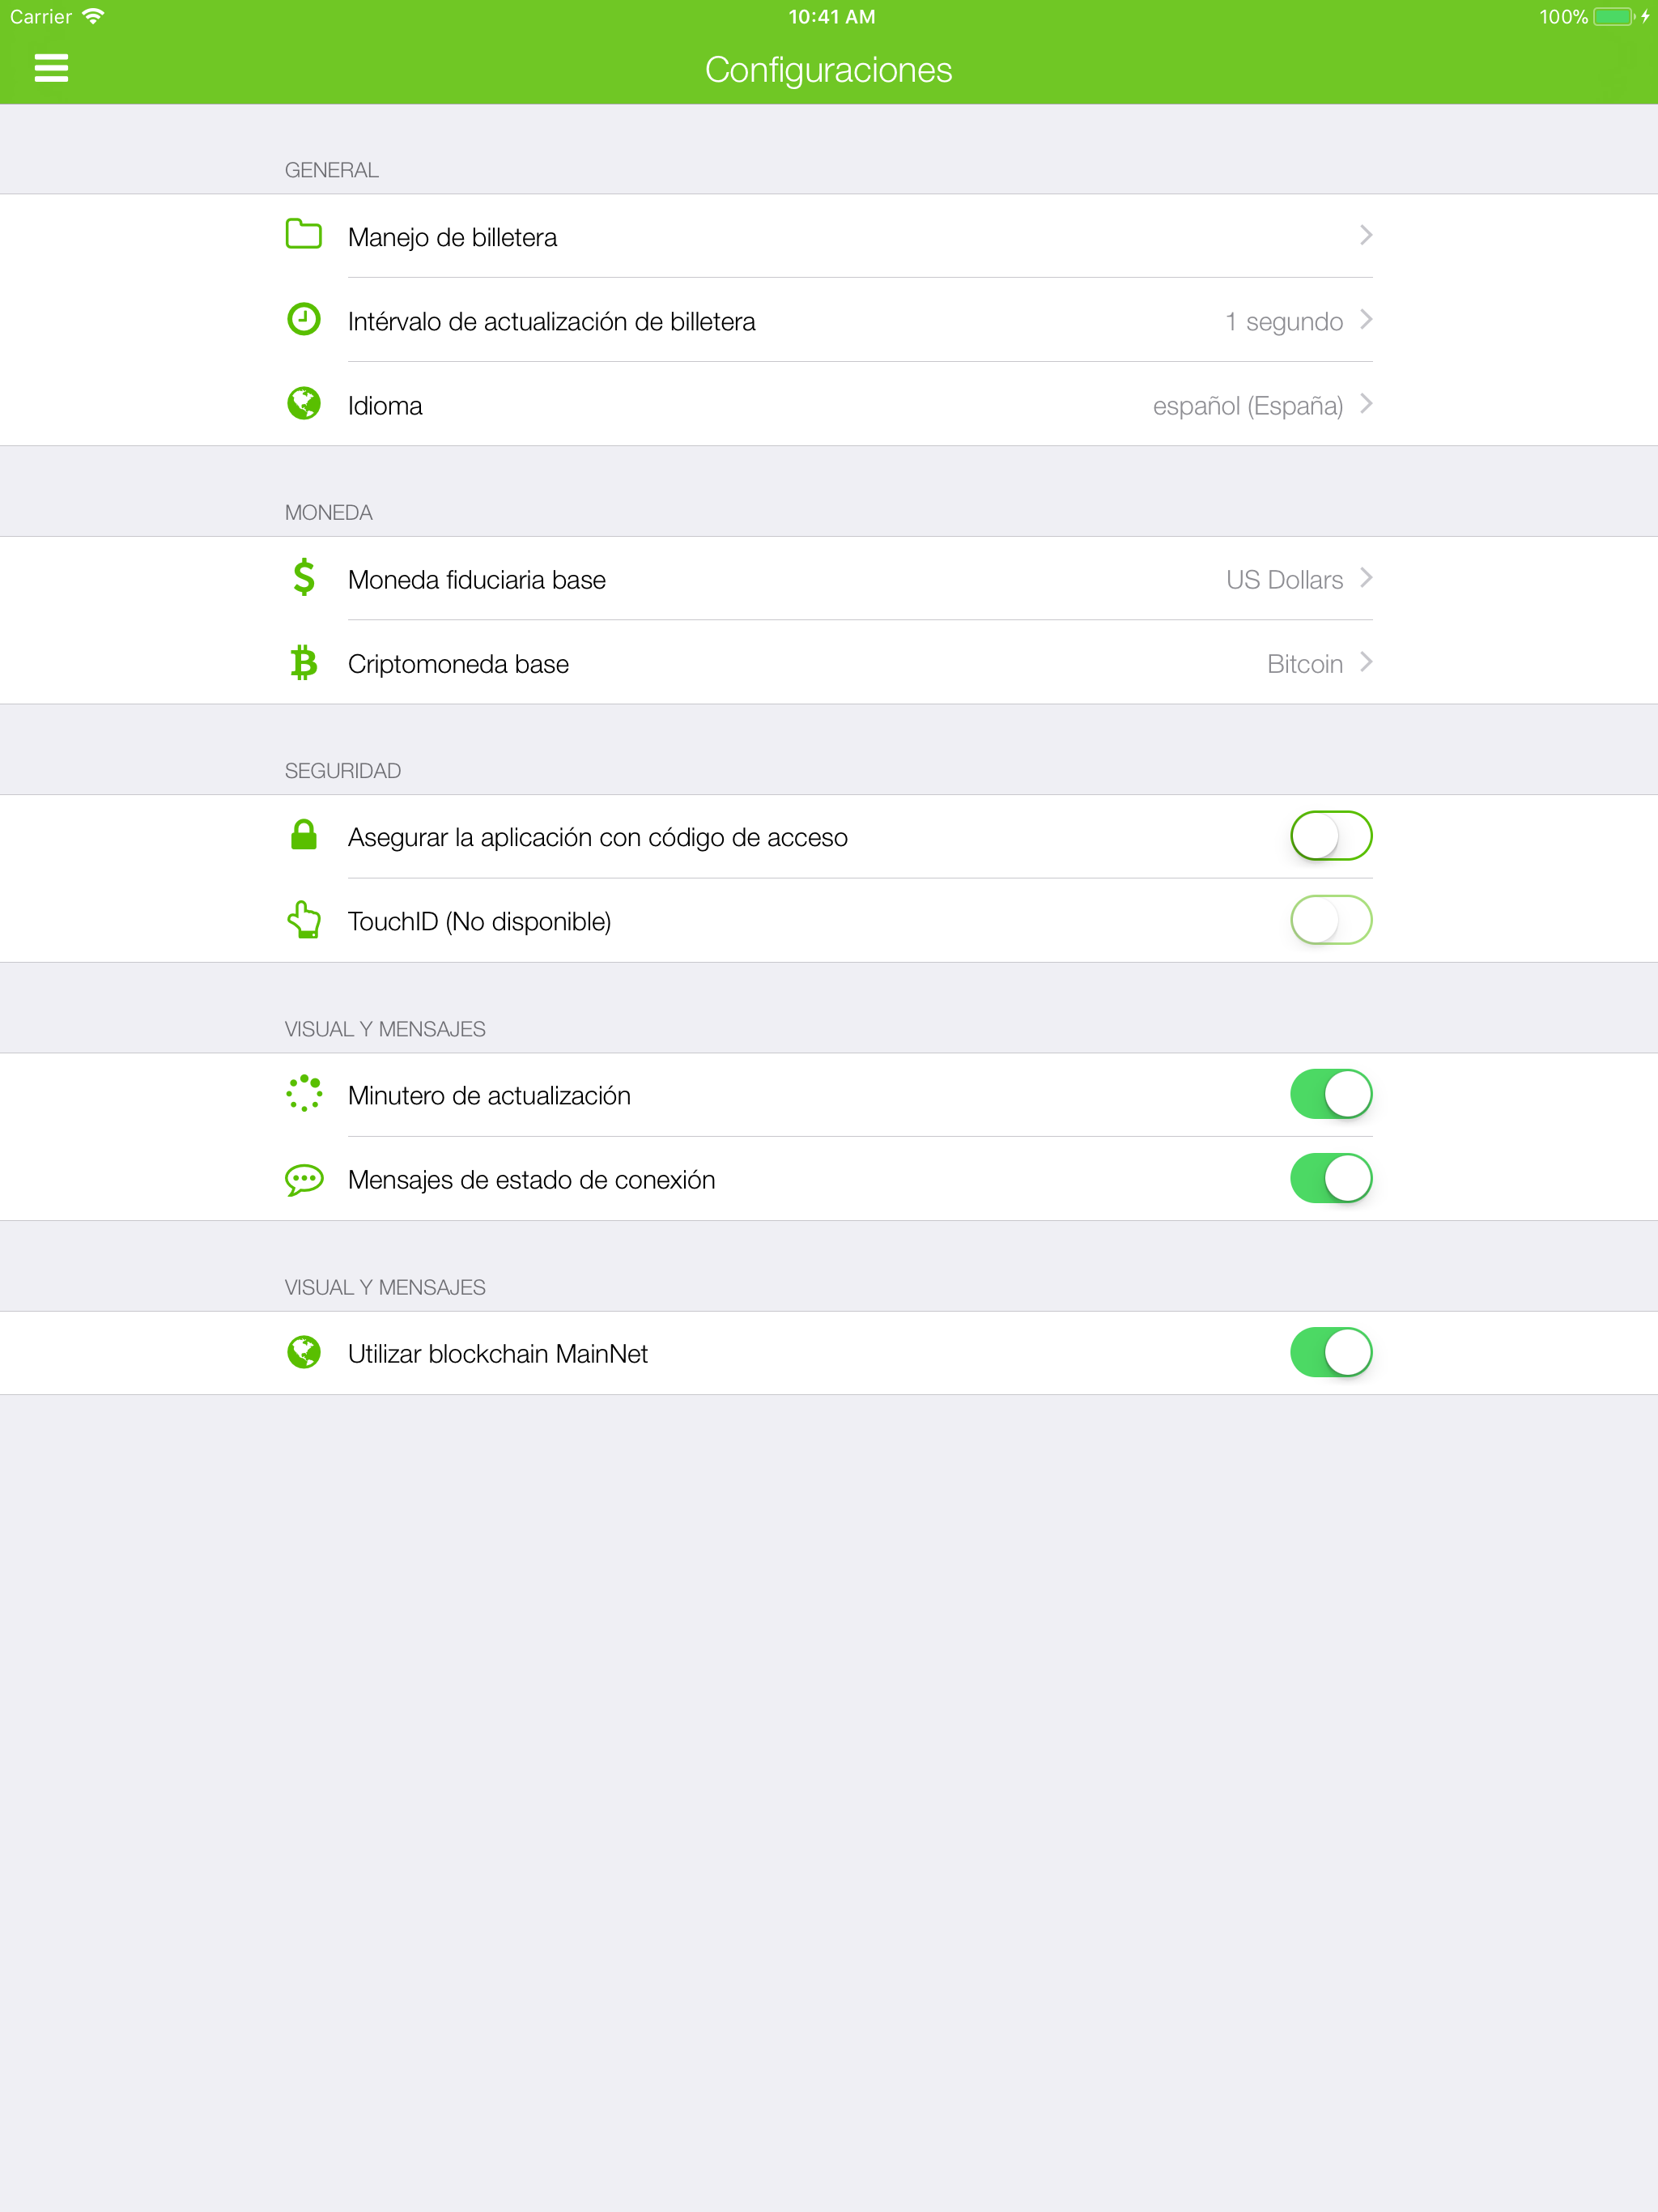 Carrier
10:41 AM
100%
Configuraciones
GENERAL
Manejo de billetera
Intérvalo de actualización de billetera 1 segundo
Idioma español (España)
MONEDA
Moneda fiduciaria base US Dollars
Criptomoneda base Bitcoin
SEGURIDAD
Asegurar la aplicación con código de acceso
TouchID (No disponible)
VISUAL Y MENSAJES
Minutero de actualización
Mensajes de estado de conexión
VISUAL Y MENSAJES
Utilizar blockchain MainNet